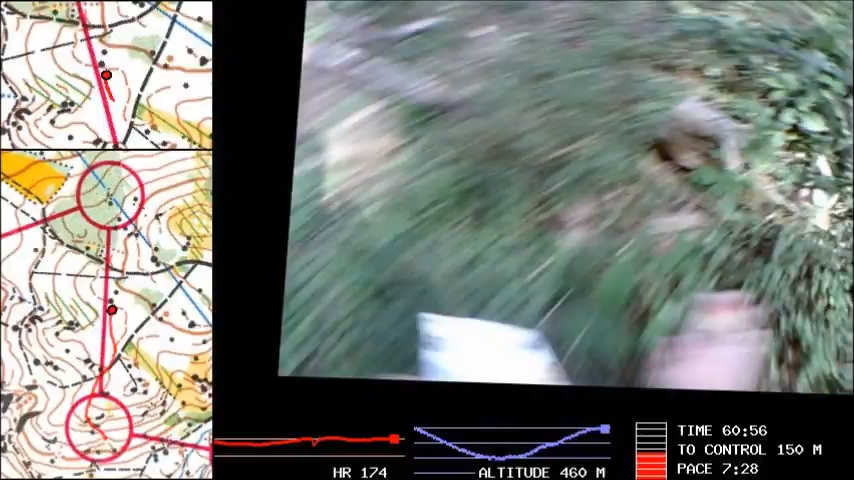 HR 174
ALTITUDE 460 M
TIME 60:56
TO CONTROL 150 M
PACE 7:28